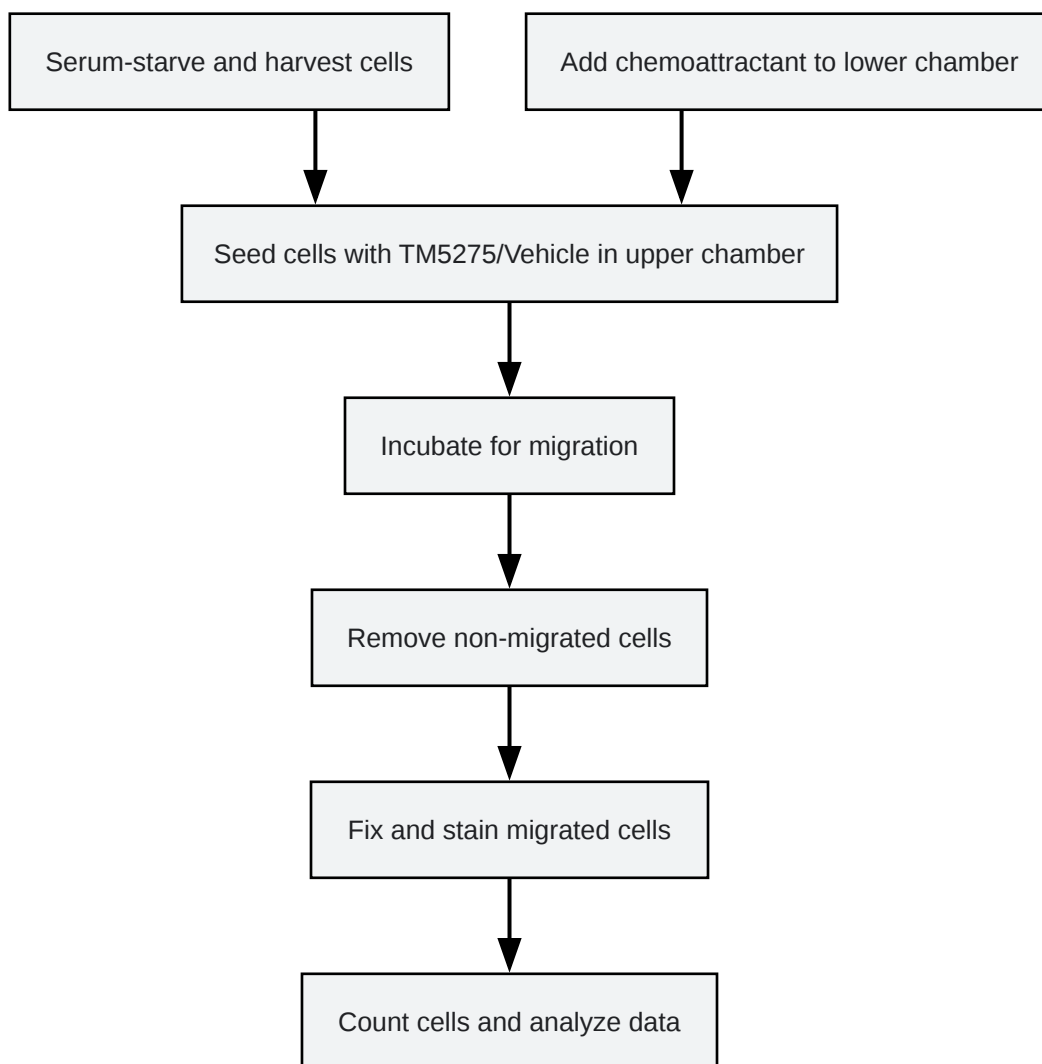 Serum-starve and harvest cells
Add chemoattractant to lower chamber
Seed cells with TM5275/Vehicle in upper chamber
Incubate for migration
Remove non-migrated cells
Fix and stain migrated cells
Count cells and analyze data